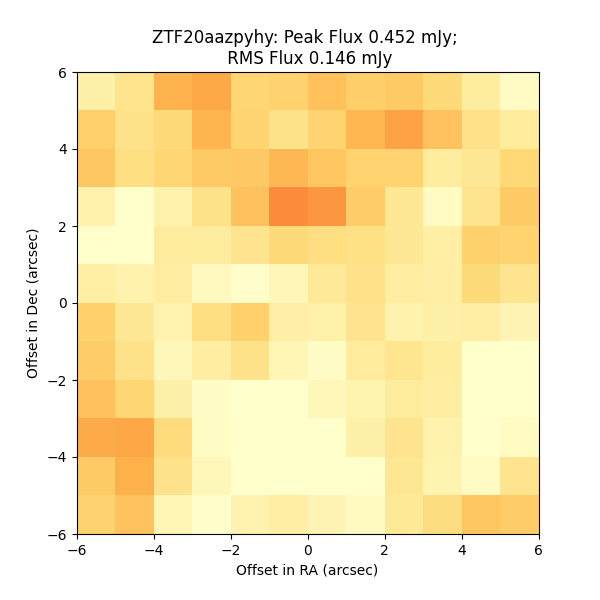 ZTF20aazpyhy: Peak Flux 0.452 mJy;
RMS Flux 0.146 mJy
6
4
2
0
−2
−4
−6
Offset in Dec (arcsec)
−6 −4 −2 0 2 4 6
Offset in RA (arcsec)